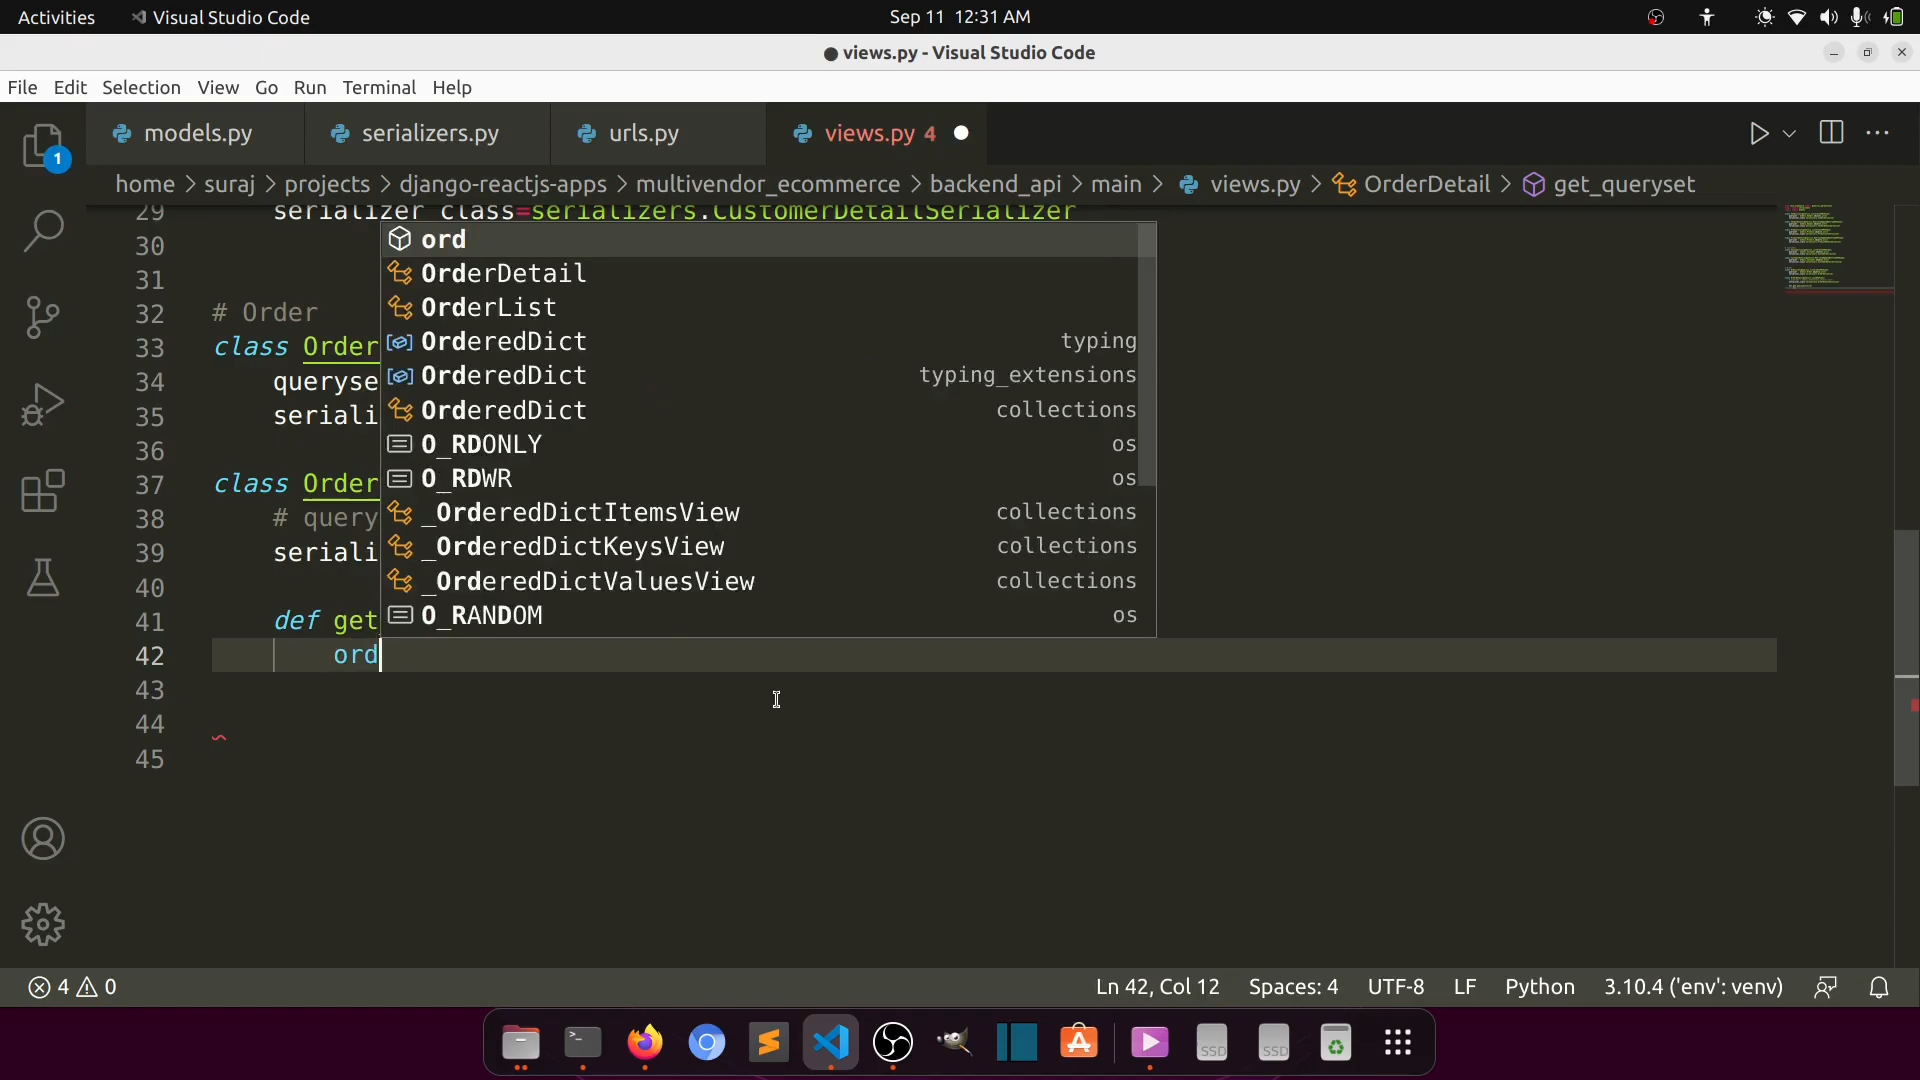 Activities Visual Studio Code Sep 11 12:31 AM
views.py - Visual Studio Code
File Edit Selection View Go Run Terminal Help
1
models.py serializers.py urls.py views.py 4
home > suraj > projects > django-reactjs-apps > multivendor_ecommerce > backend_api > main > views.py > OrderDetail > get_queryset
29 serializer_class=serializers.CustomerDetailSerializer
30 ord
31 OrderDetail
OrderList
32 # Order
33 class Order
OrderedDict typing
34 queryse
OrderedDict typing_extensions
35 seriali
OrderedDict collections
36 O_RDONLY os
37 class Order
O_RDWR os
38 # query
_OrderedDictItemsView collections
39 seriali
_OrderedDictKeysView collections
40 _OrderedDictValuesView collections
41 def get
O_RANDOM os
42 ord
43
44
45
4 0 Ln 42, Col 12 Spaces: 4 UTF-8 LF Python 3.10.4 ('env': venv)
SSD SSD